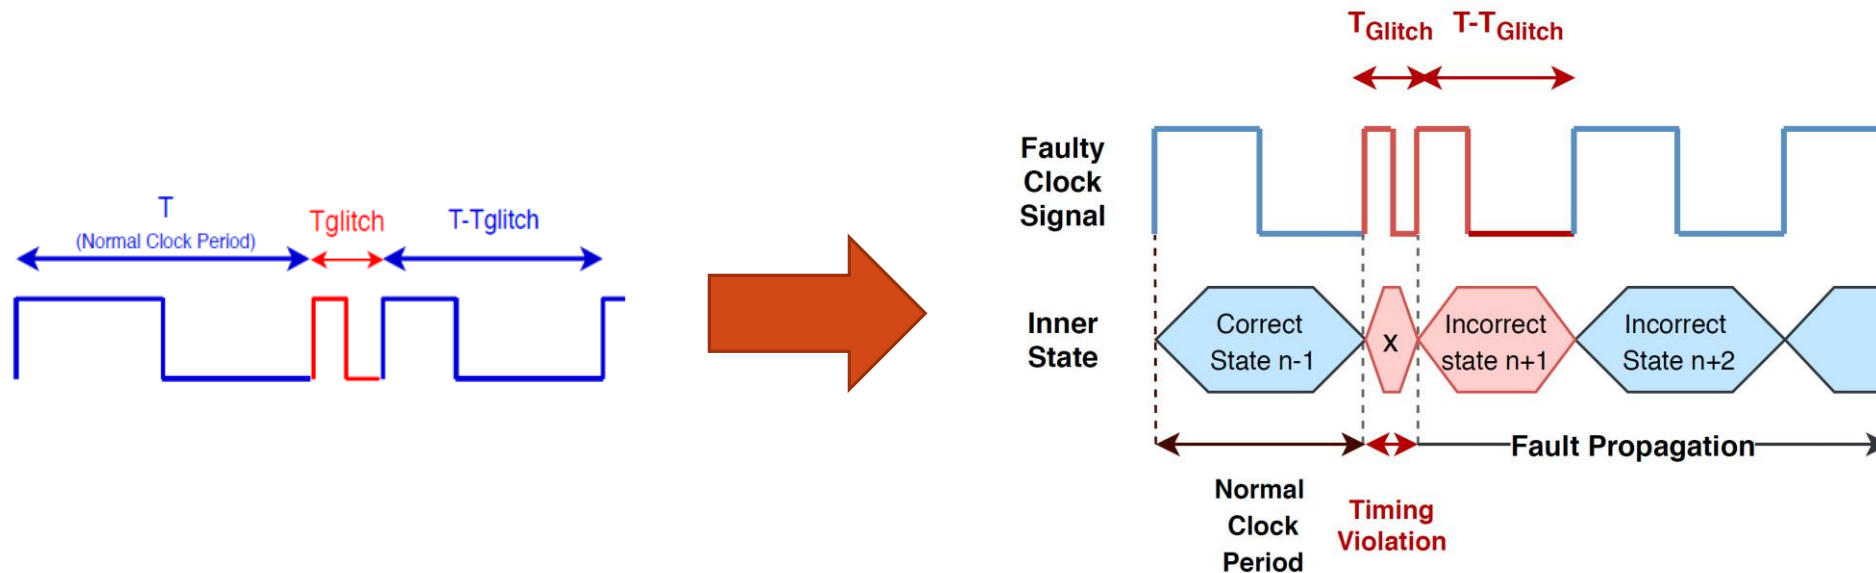 T
(Normal Clock Period)
Tglitch
T-Tglitch
TGlitch
T-TGlitch
Faulty
Clock
Signal
Inner
State
Correct
State n-1
x
Incorrect
state n+1
Incorrect
State n+2
Normal
Clock
Period
Timing
Violation
Fault Propagation